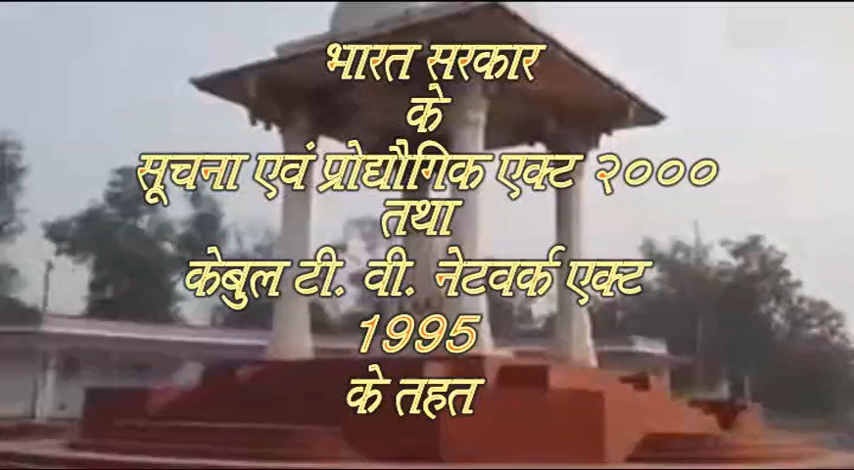 भारत सरकार
के
सूचना एवं प्रोद्यौगिक एक्ट २०००
तथा
केबुल टी. वी. नेटवर्क एक्ट
1995
के तहत